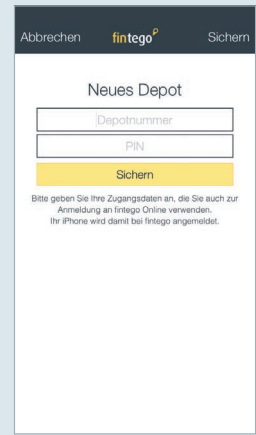 Abbrechen fintego Sichern
Neues Depot
Depotnummer
PIN
Sichern
Bitte geben Sie Ihre Zugangsdaten an, die Sie auch zur
Anmeldung an fintego Online verwenden.
Ihr iPhone wird damit bei fintego angemeldet.